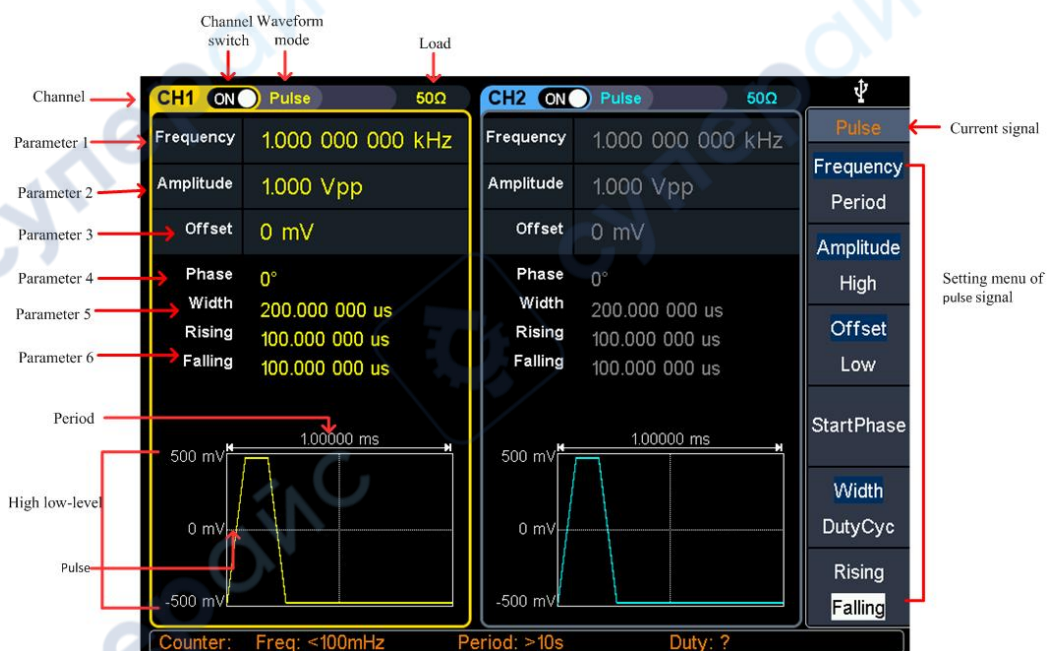 Channel Waveform
switch mode
Load
Channel
CH1 ON Pulse 50Ω
CH2 ON Pulse 50Ω
Parameter 1
Frequency 1.000 000 000 kHz
Frequency 1.000 000 000 kHz
Pulse
Current signal
Parameter 2
Amplitude 1.000 Vpp
Amplitude 1.000 Vpp
Frequency
Period
Parameter 3
Offset 0 mV
Offset 0 mV
Amplitude
High
Parameter 4
Phase 0°
Phase 0°
Setting menu of
pulse signal
Parameter 5
Width 200.000 000 us
Width 200.000 000 us
Offset
Low
Rising 100.000 000 us
Rising 100.000 000 us
Parameter 6
Falling 100.000 000 us
Falling 100.000 000 us
StartPhase
Period
1.00000 ms
1.00000 ms
500 mV
500 mV
High low-level
0 mV
0 mV
Width
DutyCyc
Pulse
-500 mV
-500 mV
Rising
Falling
Counter: Freq: <100mHz Period: >10s Duty: ?
суперайс
суперайс